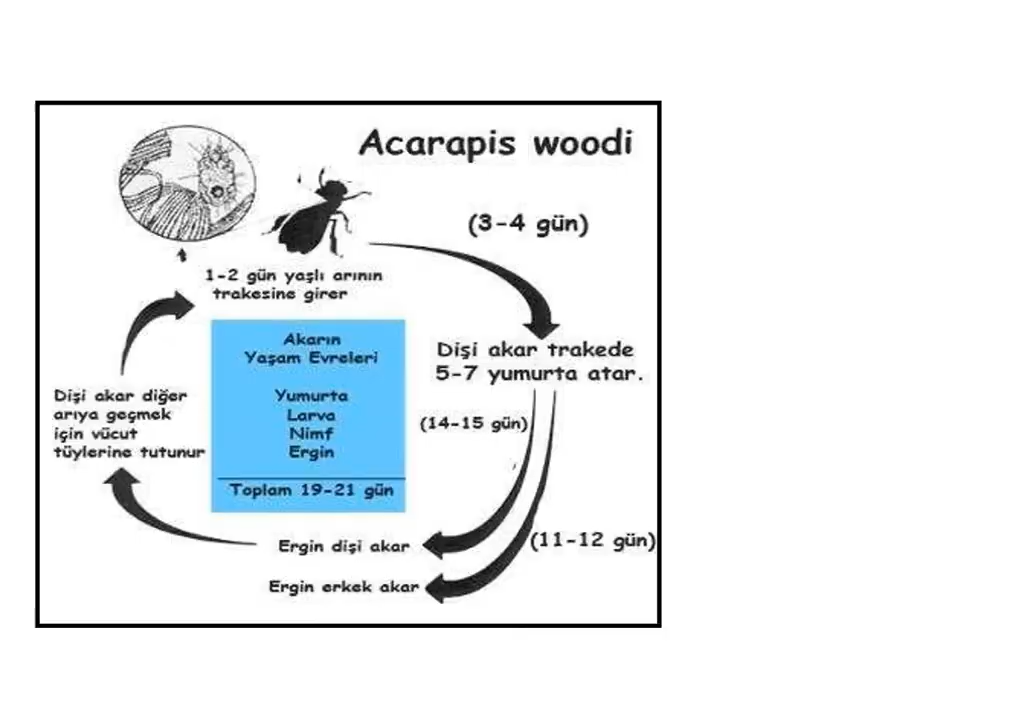 Acarapis woodi
(3-4 gün)
1-2 gün yaşlı arının
trakesine girer
Akarın
Yaşam Evreleri
Yumurta
Larva
Nimf
Ergin
Toplam 19-21 gün
Dişi akar trakede
5-7 yumurta atar.
(14-15 gün)
(11-12 gün)
Ergin dişi akar
Ergin erkek akar
Dişi akar diğer
arıya geçmek
için vücut
tüylerine tutunur